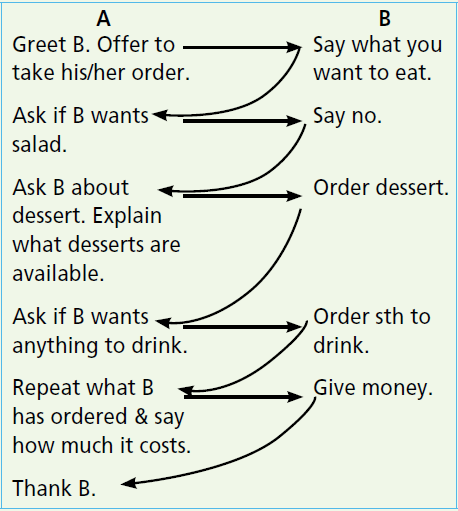 A
B
Greet B. Offer to
take his/her order.
Say what you
want to eat.
Ask if B wants
salad.
Say no.
Ask B about
dessert. Explain
what desserts are
available.
Order dessert.
Ask if B wants
anything to drink.
Order sth to
drink.
Repeat what B
has ordered & say
how much it costs.
Give money.
Thank B.